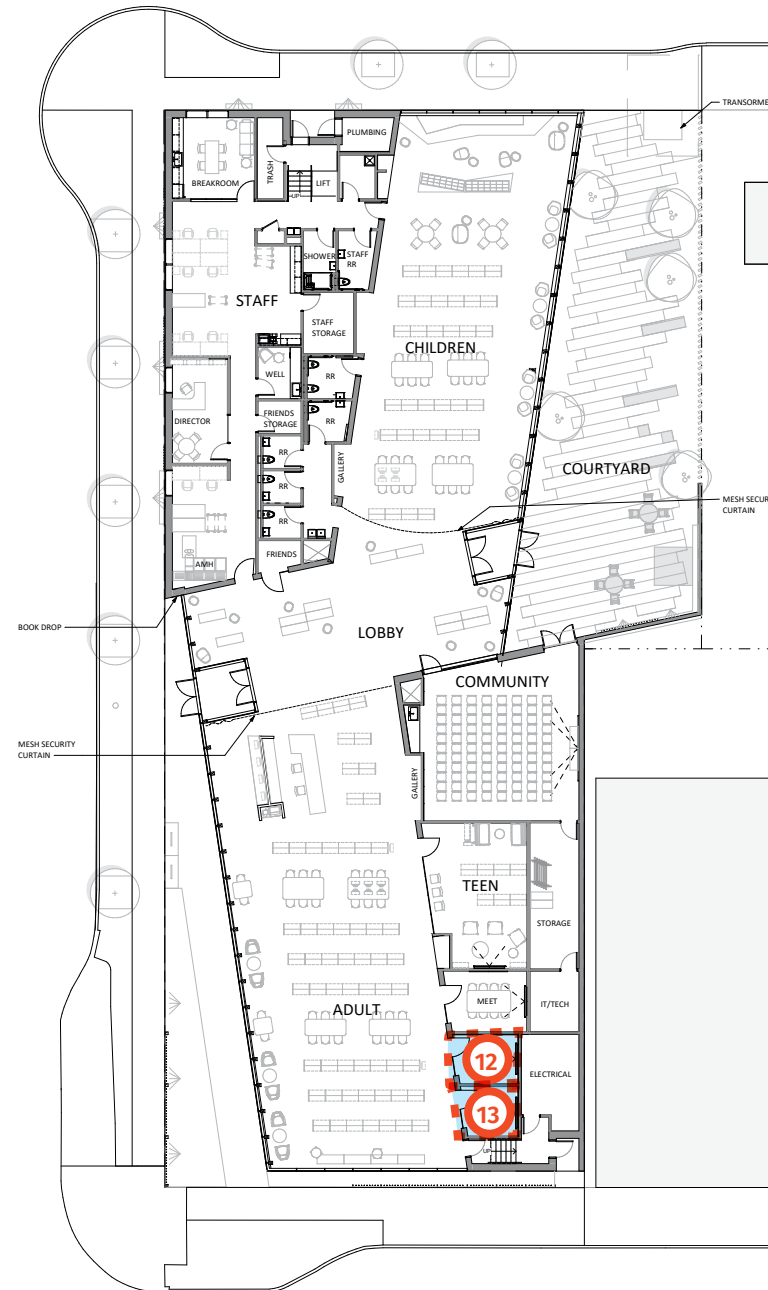 TRANSORME
PLUMBING
BREAKROOM
TRASH
UP
LIFT
SHOWER
STAFF
RR
STAFF
STAFF
STORAGE
CHILDREN
WELL
RR
DIRECTOR
FRIENDS
STORAGE
RR
RR
GALLERY
RR
RR
COURTYARD
MESH SECUR
CURTAIN
FRIENDS
AMH
BOOK DROP
LOBBY
COMMUNITY
MESH SECURITY
CURTAIN
GALLERY
TEEN
STORAGE
MEET
IT/TECH
ADULT
12
ELECTRICAL
13
UP